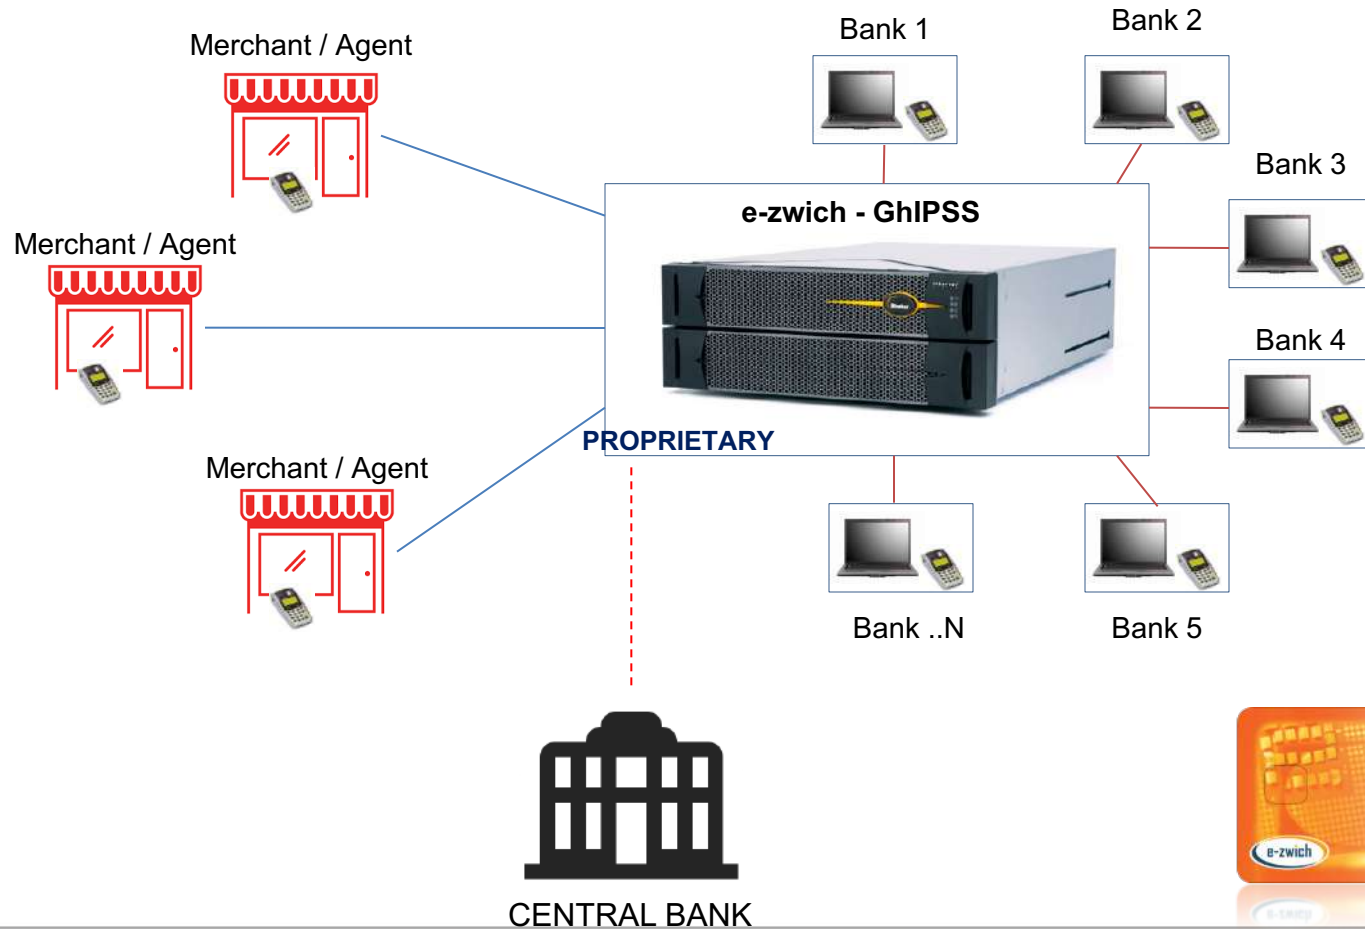 Bank 1
Bank 2
Merchant / Agent
Bank 3
e-zwich - GhIPSS
Merchant / Agent
Bank 4
PROPRIETARY
Merchant / Agent
Bank ..N
Bank 5
e-zwich
CENTRAL BANK